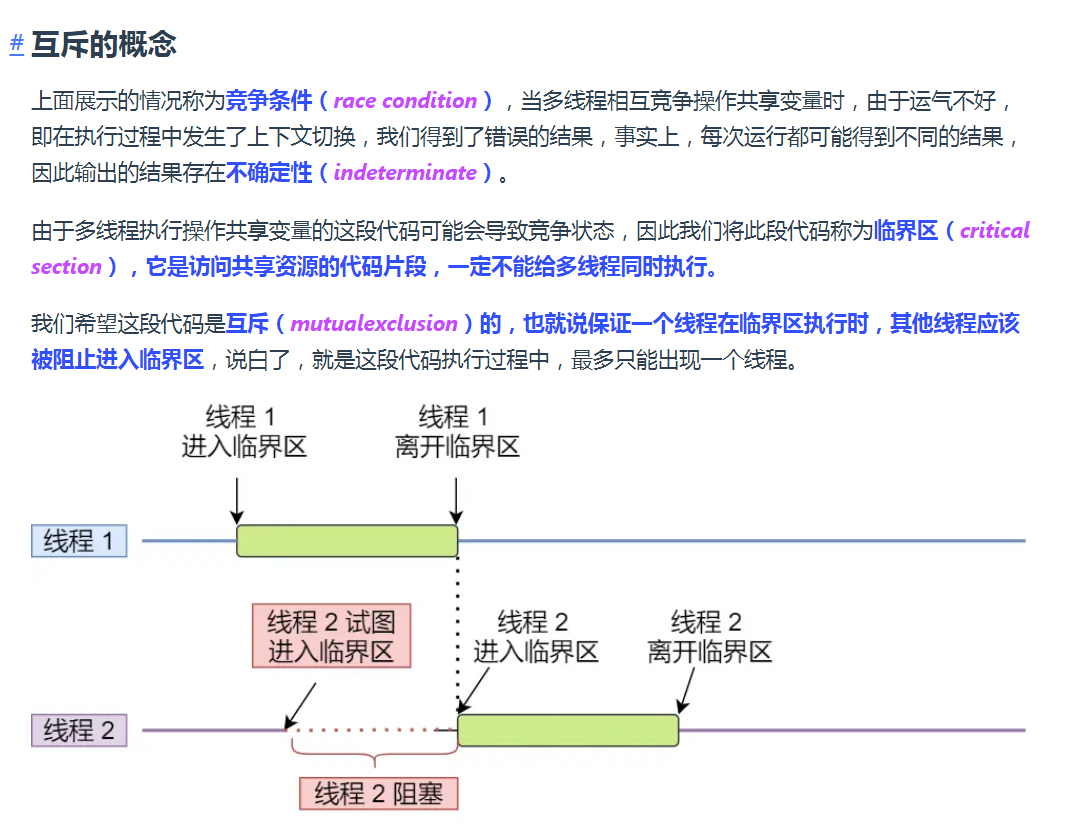 # 互斥的概念
上面展示的情况称为竞争条件（race condition），当多线程相互竞争操作共享变量时，由于运气不好，
即在执行过程中发生了上下文切换，我们得到了错误的结果，事实上，每次运行都可能得到不同的结果，
因此输出的结果存在不确定性（indeterminate）。
由于多线程执行操作共享变量的这段代码可能会导致竞争状态，因此我们将此段代码称为临界区（critical
section），它是访问共享资源的代码片段，一定不能给多线程同时执行。
我们希望这段代码是互斥（mutualexclusion）的，也就说保证一个线程在临界区执行时，其他线程应该
被阻止进入临界区，说白了，就是这段代码执行过程中，最多只能出现一个线程。
线程 1
进入临界区
线程 1
离开临界区
线程 1
线程 2 试图
进入临界区
线程 2
进入临界区
线程 2
离开临界区
线程 2
线程 2 阻塞